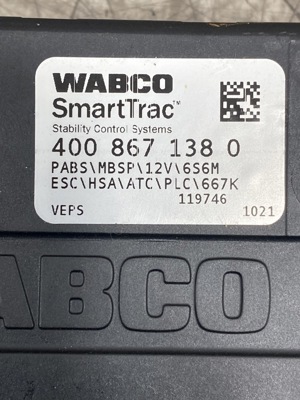 WABCO
SmartTrac™
Stability Control Systems
400 867 138 0
PABS\MBSP\12V\6S6M
ESC\HSA\ATC\PLC\667K
119746
VEPS 1021
ABCO